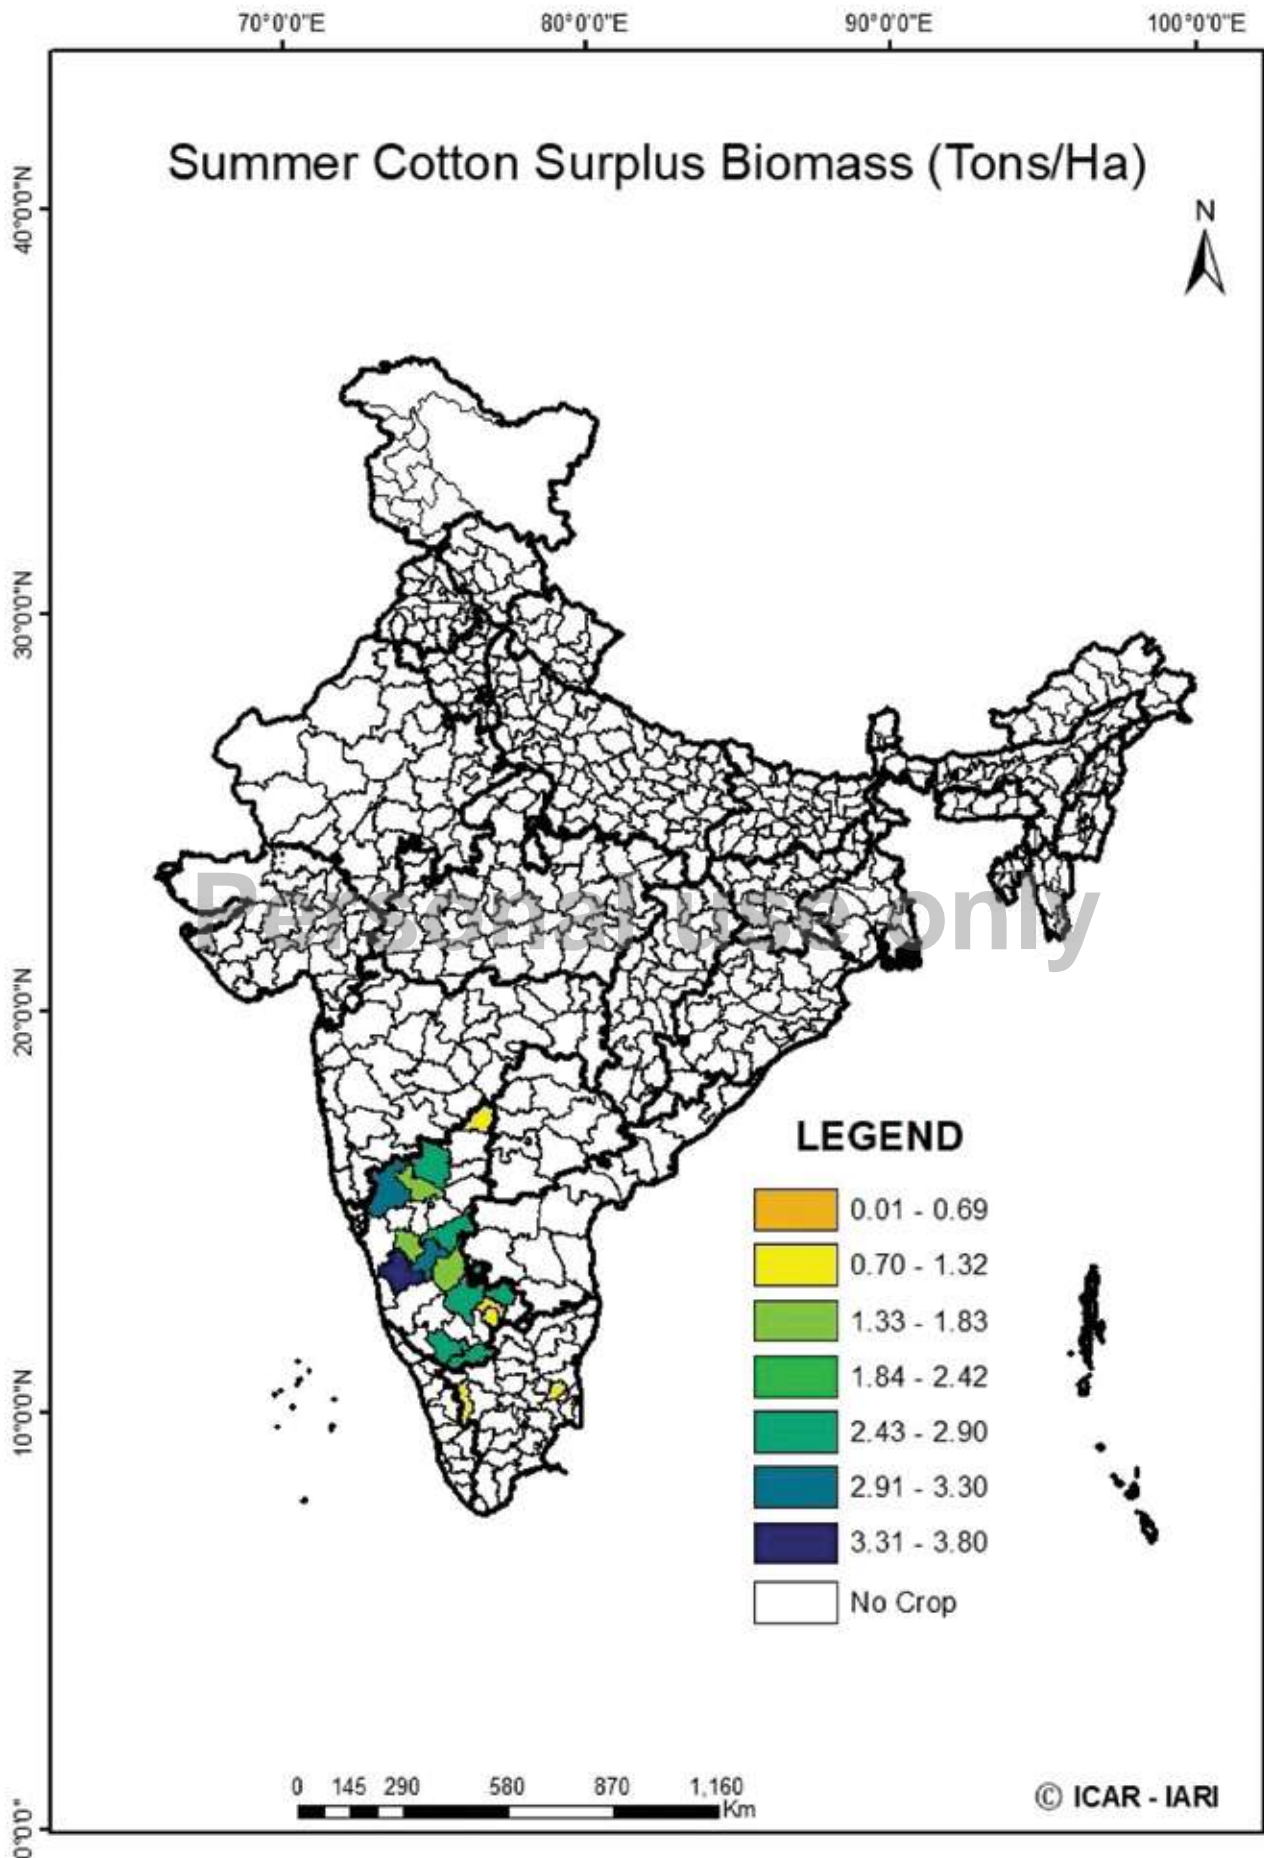 70°0'0"E 80°0'0"E 90°0'0"E 100°0'0"E
Summer Cotton Surplus Biomass (Tons/Ha)
N
40°0'0"N
30°0'0"N
20°0'0"N
10°0'0"N
0°0'0"
Personal use only
LEGEND
0.01 - 0.69
0.70 - 1.32
1.33 - 1.83
1.84 - 2.42
2.43 - 2.90
2.91 - 3.30
3.31 - 3.80
No Crop
0 145 290 580 870 1,160
Km
© ICAR - IARI